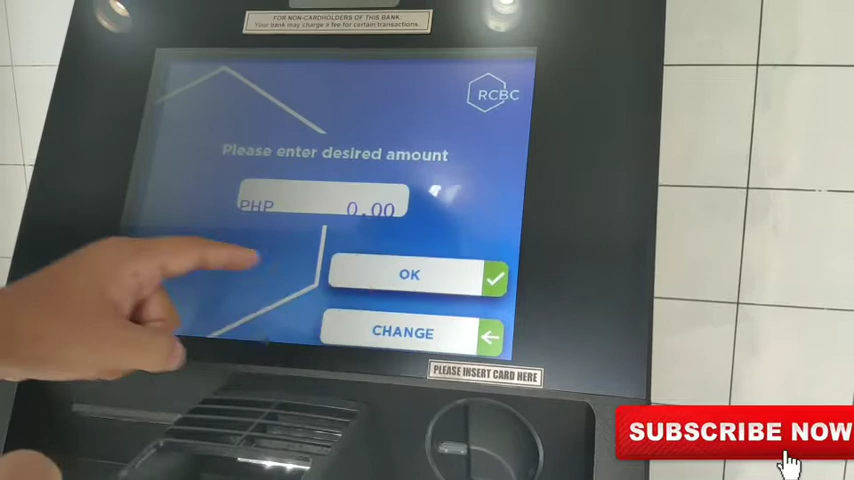 FOR NON-CARDHOLDERS OF THIS BANK:
Your bank may charge a fee for certain transactions.
RCBC
Please enter desired amount
PHP 0.00
OK
CHANGE
PLEASE INSERT CARD HERE
SUBSCRIBE NOW